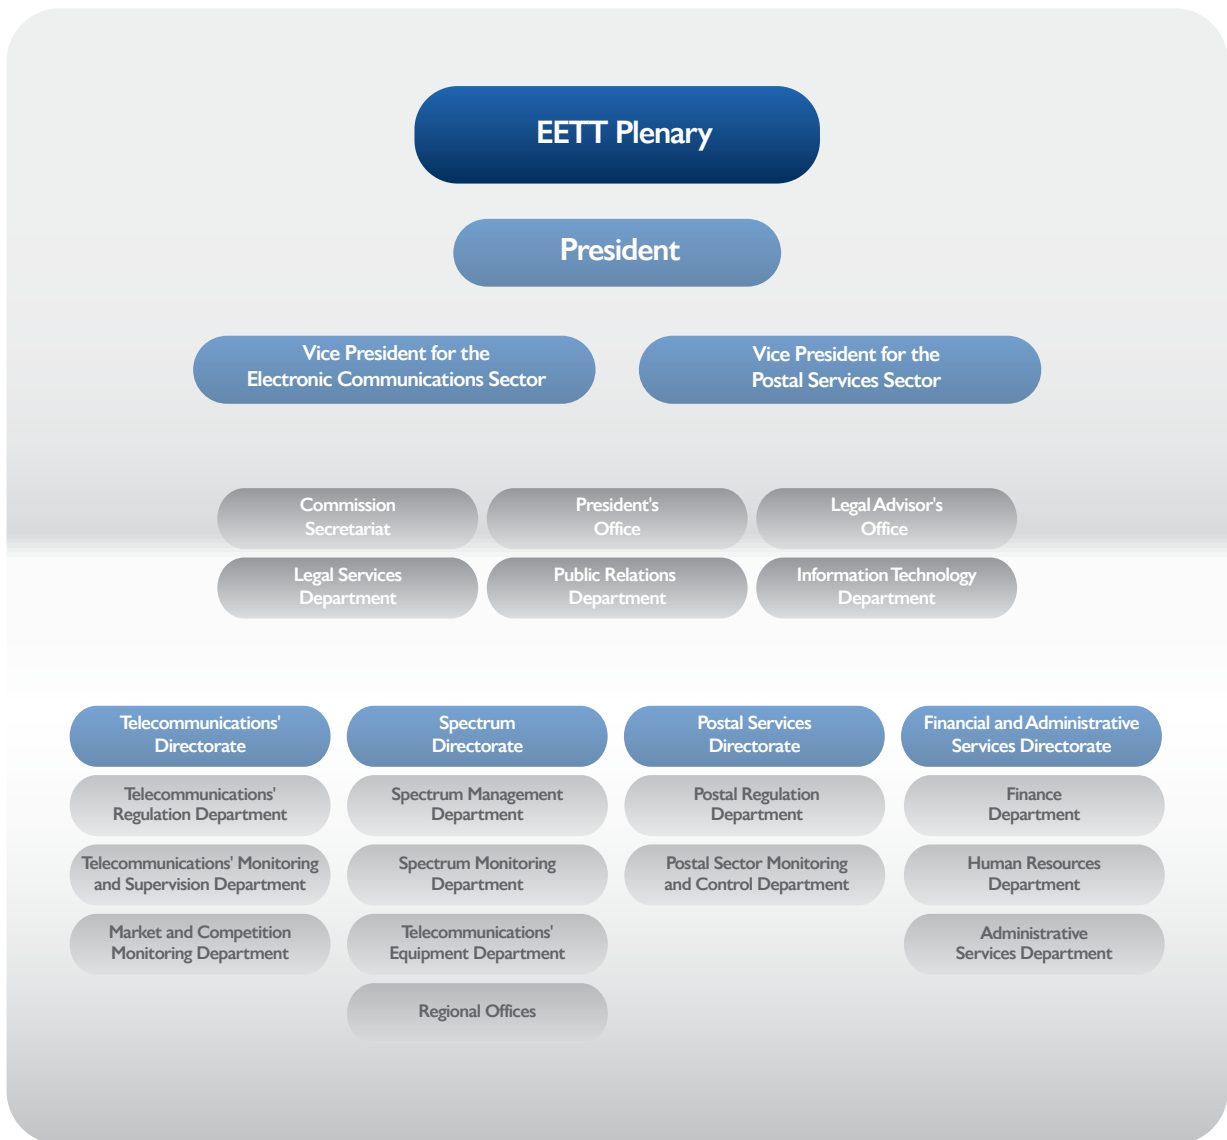 EETT Plenary
President
Vice President for the
Electronic Communications Sector
Vice President for the
Postal Services Sector
Commission
Secretariat
President's
Office
Legal Advisor's
Office
Legal Services
Department
Public Relations
Department
Information Technology
Department
Telecommunications'
Directorate
Spectrum
Directorate
Postal Services
Directorate
Financial and Administrative
Services Directorate
Telecommunications'
Regulation Department
Spectrum Management
Department
Postal Regulation
Department
Finance
Department
Telecommunications' Monitoring
and Supervision Department
Spectrum Monitoring
Department
Postal Sector Monitoring
and Control Department
Human Resources
Department
Market and Competition
Monitoring Department
Telecommunications'
Equipment Department
Administrative
Services Department
Regional Offices